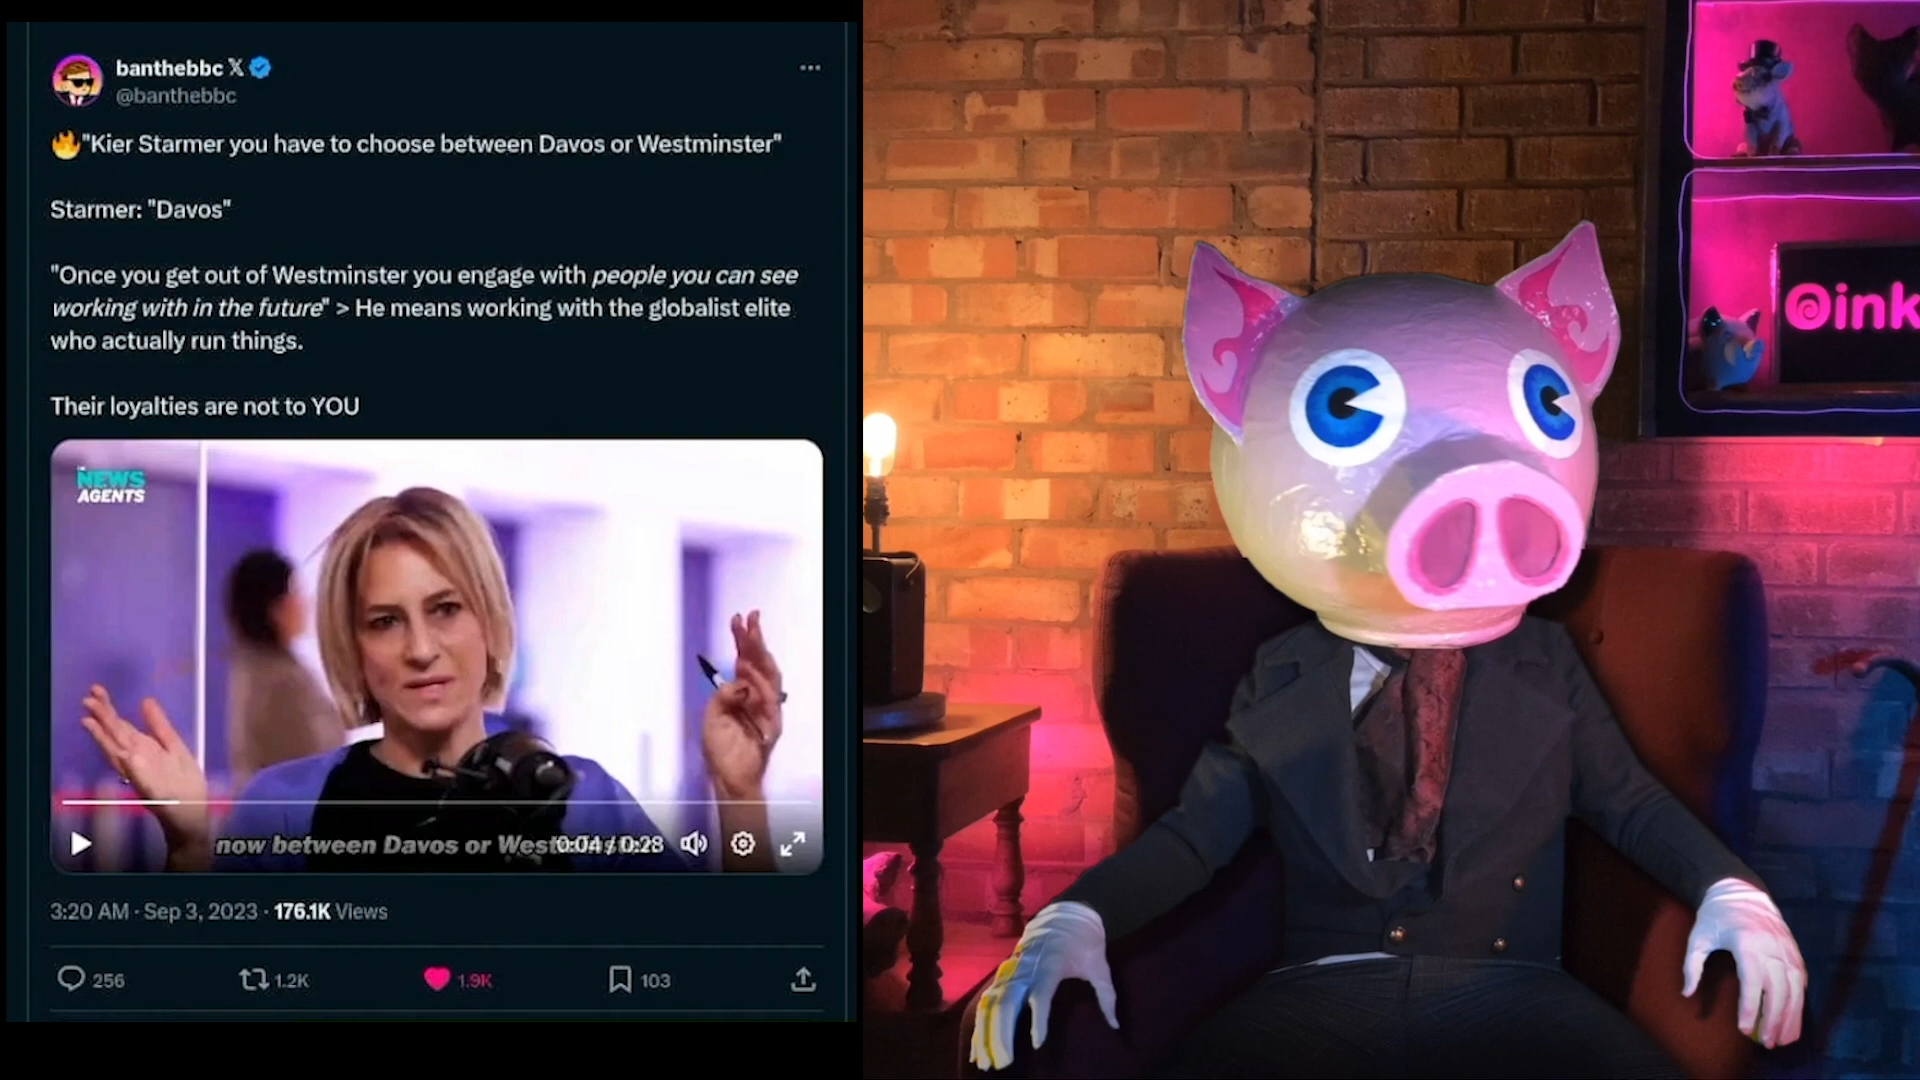 banthebbc X
@banthebbc
"Kier Starmer you have to choose between Davos or Westminster"
Starmer: "Davos"
"Once you get out of Westminster you engage with people you can see
working with in the future" > He means working with the globalist elite
who actually run things.
Their loyalties are not to YOU
THE
NEWS
AGENTS
now between Davos or West
0:04 / 0:28
3:20 AM · Sep 3, 2023 · 176.1K Views
256
1.2K
1.9K
103
Oink